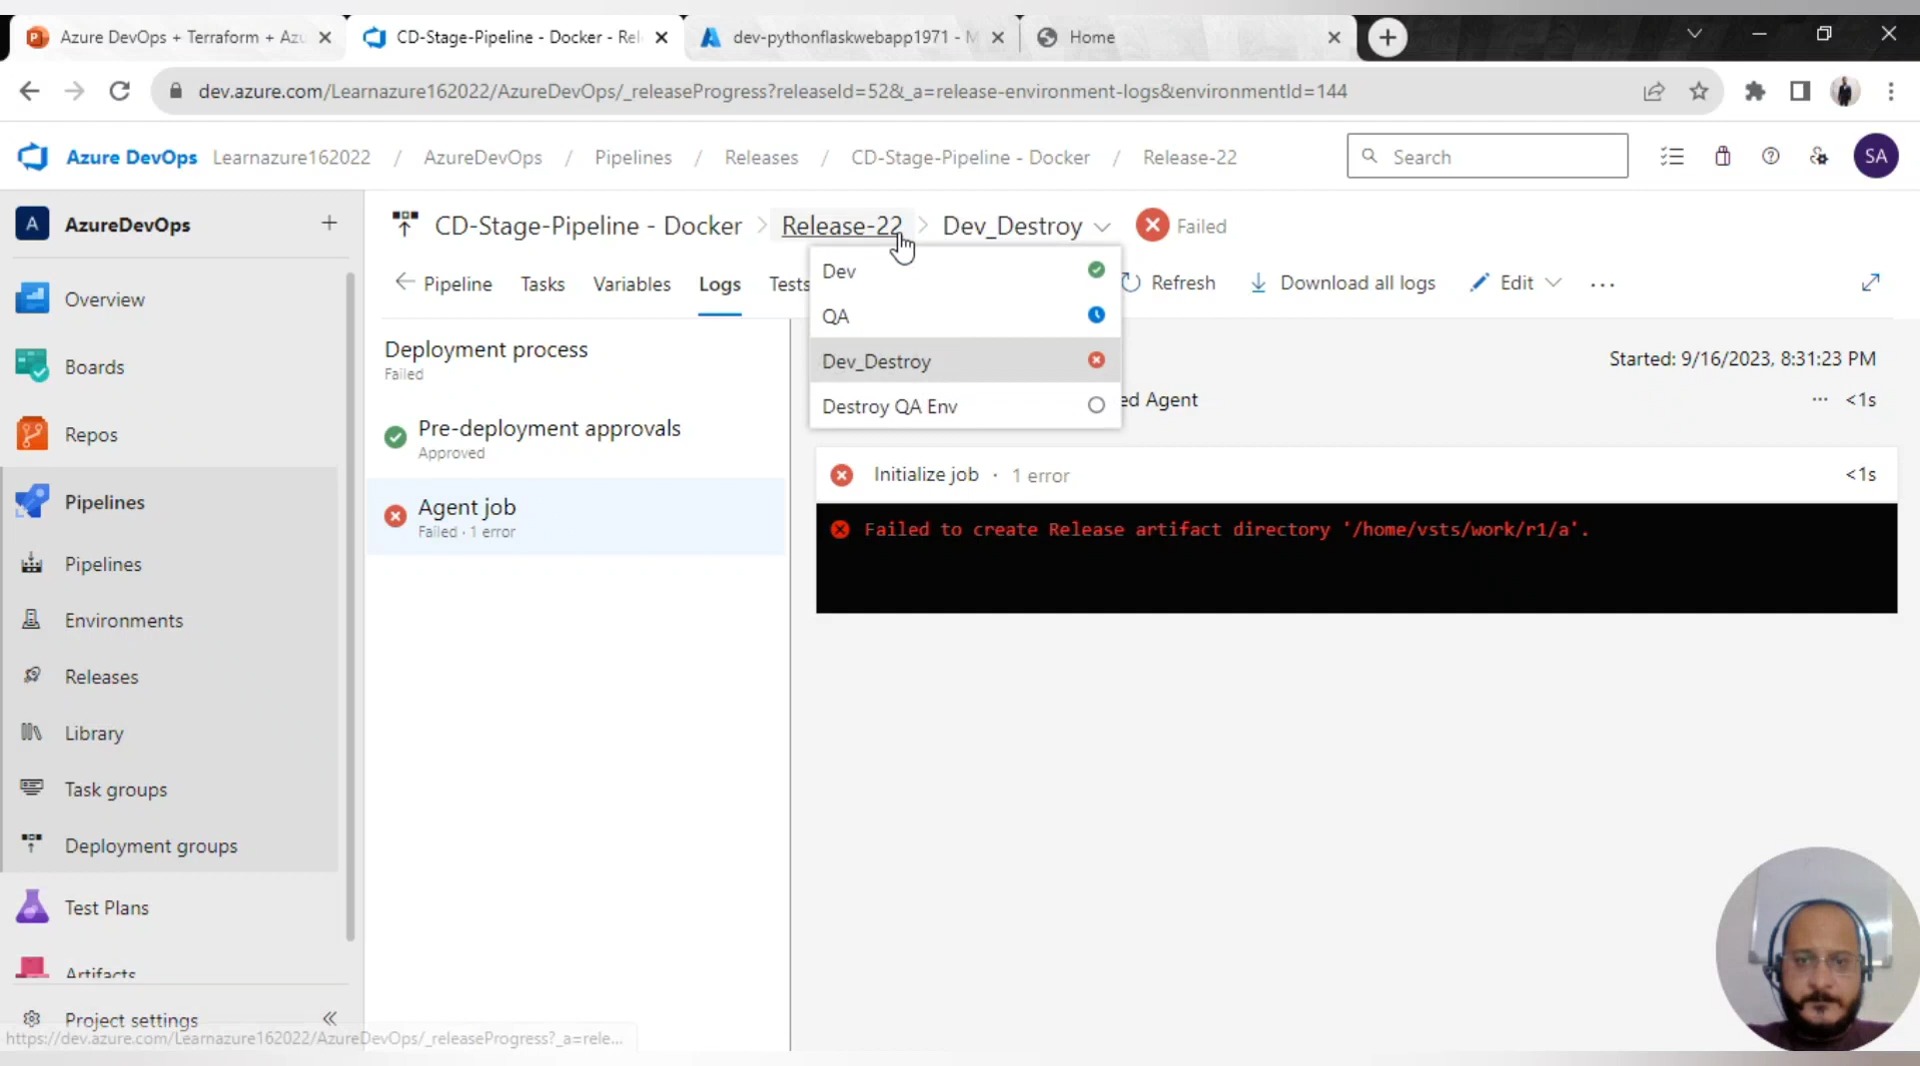 Azure DevOps + Terraform + Azu
CD-Stage-Pipeline - Docker - Rel
dev-pythonflaskwebapp1971 - M
Home
dev.azure.com/Learnazure162022/AzureDevOps/_releaseProgress?releaseId=52&_a=release-environment-logs&environmentId=144
Azure DevOps Learnazure162022 / AzureDevOps / Pipelines / Releases / CD-Stage-Pipeline - Docker / Release-22
Search
SA
A AzureDevOps +
CD-Stage-Pipeline - Docker > Release-22 > Dev_Destroy Failed
Pipeline Tasks Variables Logs Tests
Refresh Download all logs Edit ...
Dev
QA
Dev_Destroy
Destroy QA Env
Overview
Boards
Repos
Pipelines
Pipelines
Environments
Releases
Library
Task groups
Deployment groups
Test Plans
Artifacts
Project settings
https://dev.azure.com/Learnazure162022/AzureDevOps/_releaseProgress?_a=rele...
Deployment process
Failed
Pre-deployment approvals
Approved
Agent job
Failed · 1 error
Started: 9/16/2023, 8:31:23 PM
ed Agent ... <1s
Initialize job · 1 error <1s
Failed to create Release artifact directory '/home/vsts/work/r1/a'.